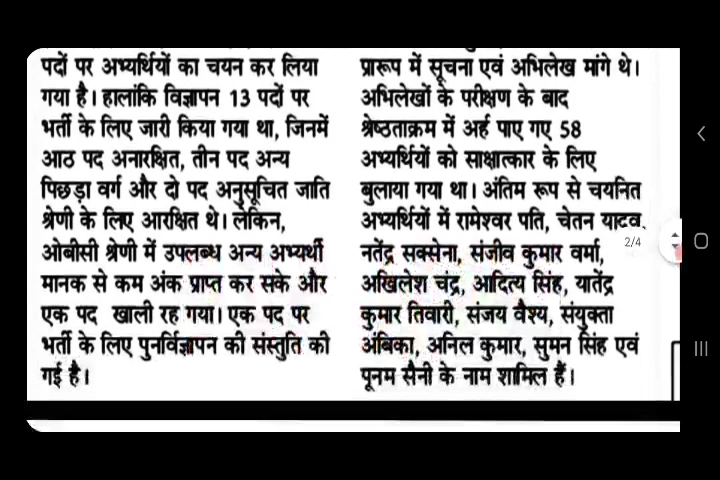 पदों पर अभ्यर्थियों का चयन कर लिया
गया है। हालांकि विज्ञापन 13 पदों पर
भर्ती के लिए जारी किया गया था, जिनमें
आठ पद अनारक्षित, तीन पद अन्य
पिछड़ा वर्ग और दो पद अनुसूचित जाति
श्रेणी के लिए आरक्षित थे। लेकिन,
ओबीसी श्रेणी में उपलब्ध अन्य अभ्यर्थी
मानक से कम अंक प्राप्त कर सके और
एक पद खाली रह गया। एक पद पर
भर्ती के लिए पुनर्विज्ञापन की संस्तुति की
गई है।
प्रारूप में सूचना एवं अभिलेख मांगे थे।
अभिलेखों के परीक्षण के बाद
श्रेष्ठताक्रम में अर्ह पाए गए 58
अभ्यर्थियों को साक्षात्कार के लिए
बुलाया गया था। अंतिम रूप से चयनित
अभ्यर्थियों में रामेश्वर पति, चेतन यादव,
नतेंद्र सक्सेना, संजीव कुमार वर्मा,
अखिलेश चंद्र, आदित्य सिंह, यातेंद्र
कुमार तिवारी, संजय वैश्य, संयुक्ता
अंबिका, अनिल कुमार, सुमन सिंह एवं
पूनम सैनी के नाम शामिल हैं।
2/4